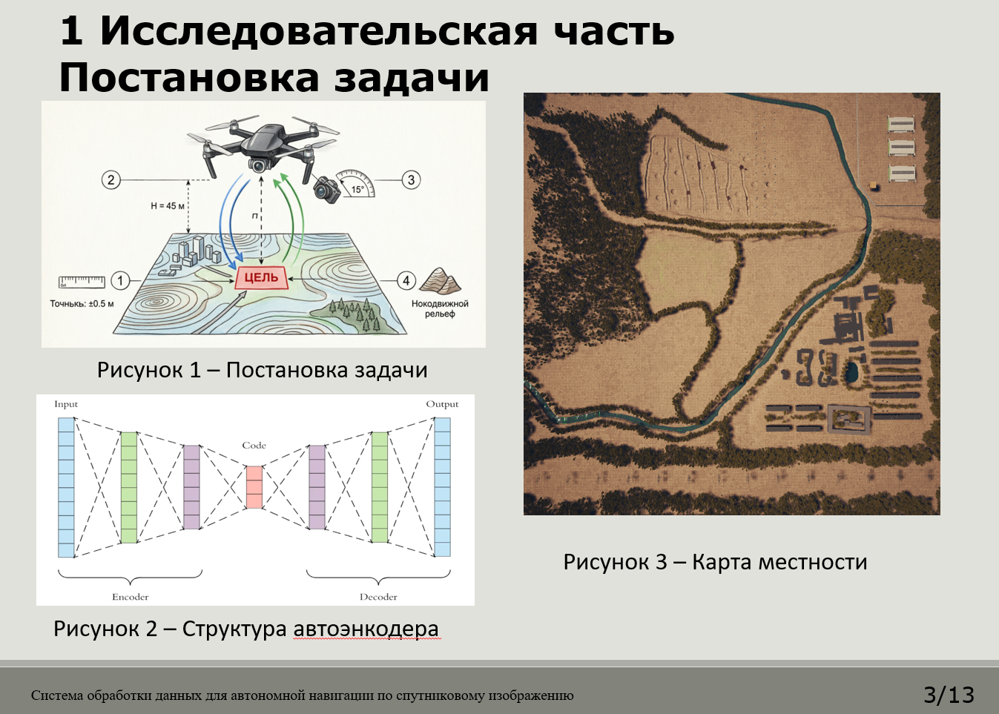 1 Исследовательская часть
Постановка задачи
2
3
15°
H = 45 м
П
ЦЕЛЬ
1
4
Точнькь: ±0.5 м
Нокодвижной
рельеф
Рисунок 1 – Постановка задачи
Input
Output
Code
Encoder
Decoder
Рисунок 2 – Структура автоэнкодера
Рисунок 3 – Карта местности
Система обработки данных для автономной навигации по спутниковому изображению
3/13